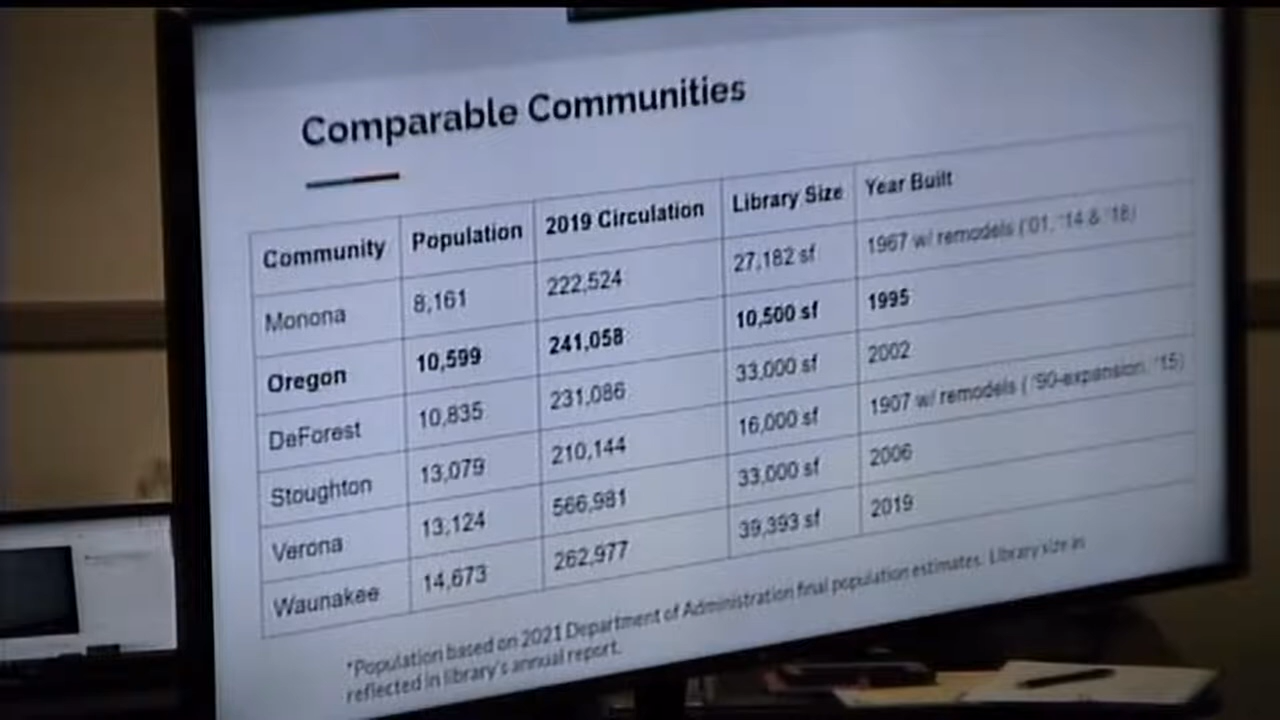 Comparable Communities
Community Population 2019 Circulation Library Size Year Built
Monona 8,161 222,524 27,182 sf 1967 w/ remodels ('01, '14 & '18)
Oregon 10,599 241,058 10,500 sf 1995
DeForest 10,835 231,086 33,000 sf 2002
Stoughton 13,079 210,144 16,000 sf 1907 w/ remodels ( '90-expansion, '15)
Verona 13,124 566,981 33,000 sf 2006
Waunakee 14,673 262,977 39,393 sf 2019
*Population based on 2021 Department of Administration final population estimates. Library size as
reflected in library's annual report.